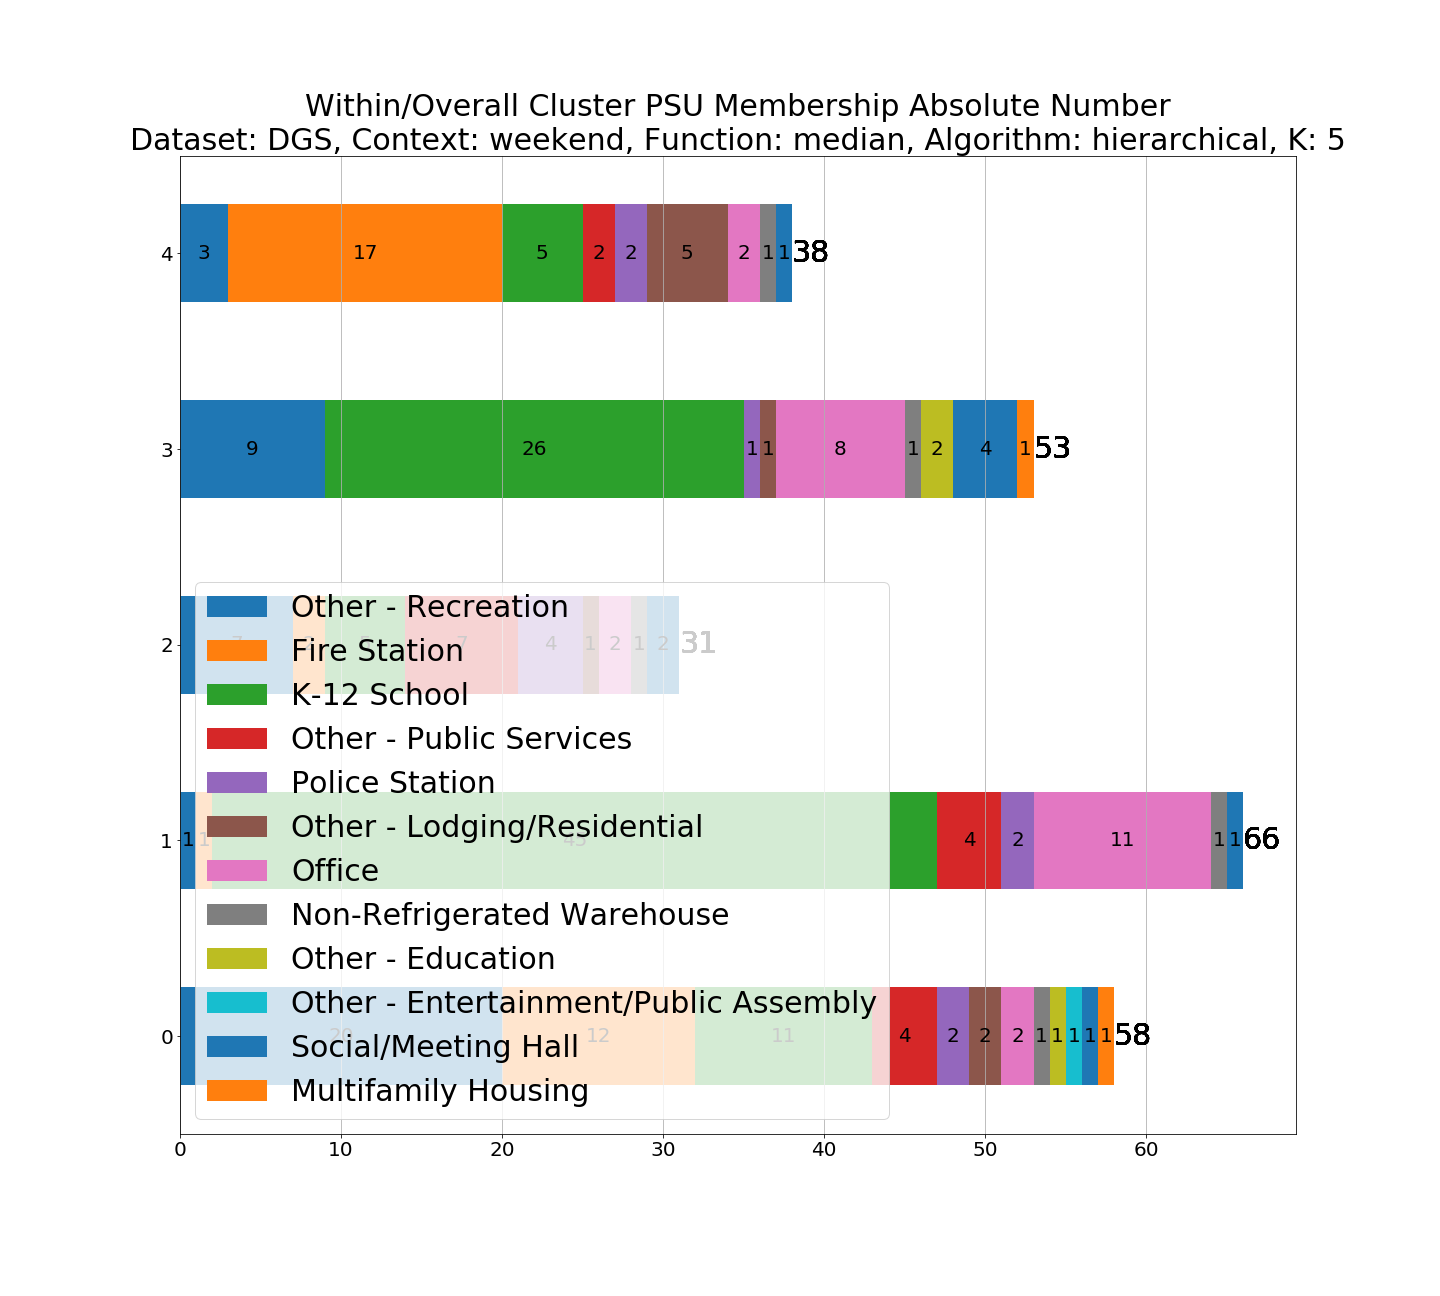 Within/Overall Cluster PSU Membership Absolute Number
Dataset: DGS, Context: weekend, Function: median, Algorithm: hierarchical, K: 5
4
3 17 5 2 2 5 2 1 1 38
3
9 26 1 1 8 1 2 4 1 53
2
7 7 4 1 2 1 2 31
1
1 1 45 4 2 11 1 1 66
0
20 12 11 4 2 2 2 1 1 1 1 1 58
Other - Recreation
Fire Station
K-12 School
Other - Public Services
Police Station
Other - Lodging/Residential
Office
Non-Refrigerated Warehouse
Other - Education
Other - Entertainment/Public Assembly
Social/Meeting Hall
Multifamily Housing
0 10 20 30 40 50 60